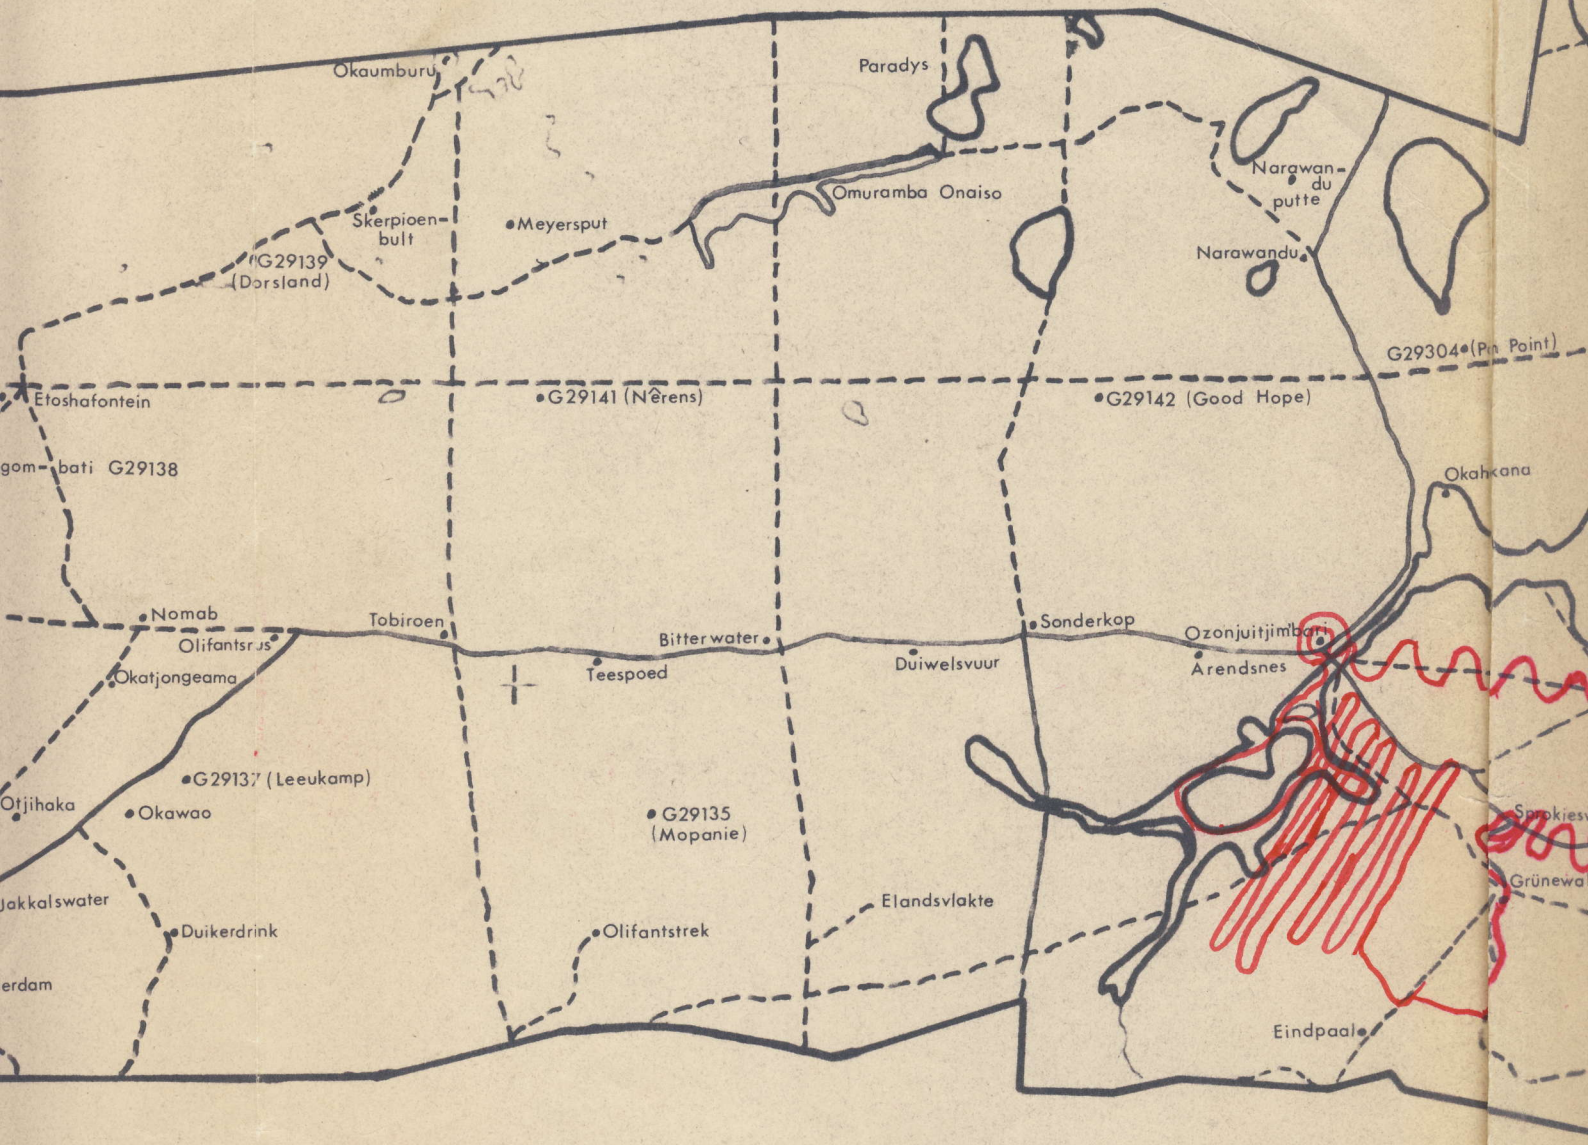 Okaumburu
Paradys
Narawan-
du
putte
Skerpioen-
bult
Meyersput
Omuramba Onaiso
G29139
(Dorsland)
Narawandu
G29304 (Pin Point)
Etoshafontein
G29141 (Nêrens)
G29142 (Good Hope)
gom-bati G29138
Okahkana
Nomab
Tobiroen
Sonderkop
Olifantsrus
Bitterwater
Ozonjuitjimbari
Okatjongeama
Teespoed
Duiwelsvuur
Arendsnes
G29137 (Leeukamp)
Otjihaka
Okawao
G29135
(Mopanie)
Sprokiesw
Jakkalswater
Elandsvlakte
Grünewa
Duikerdrink
Olifantstrek
erdam
Eindpaal